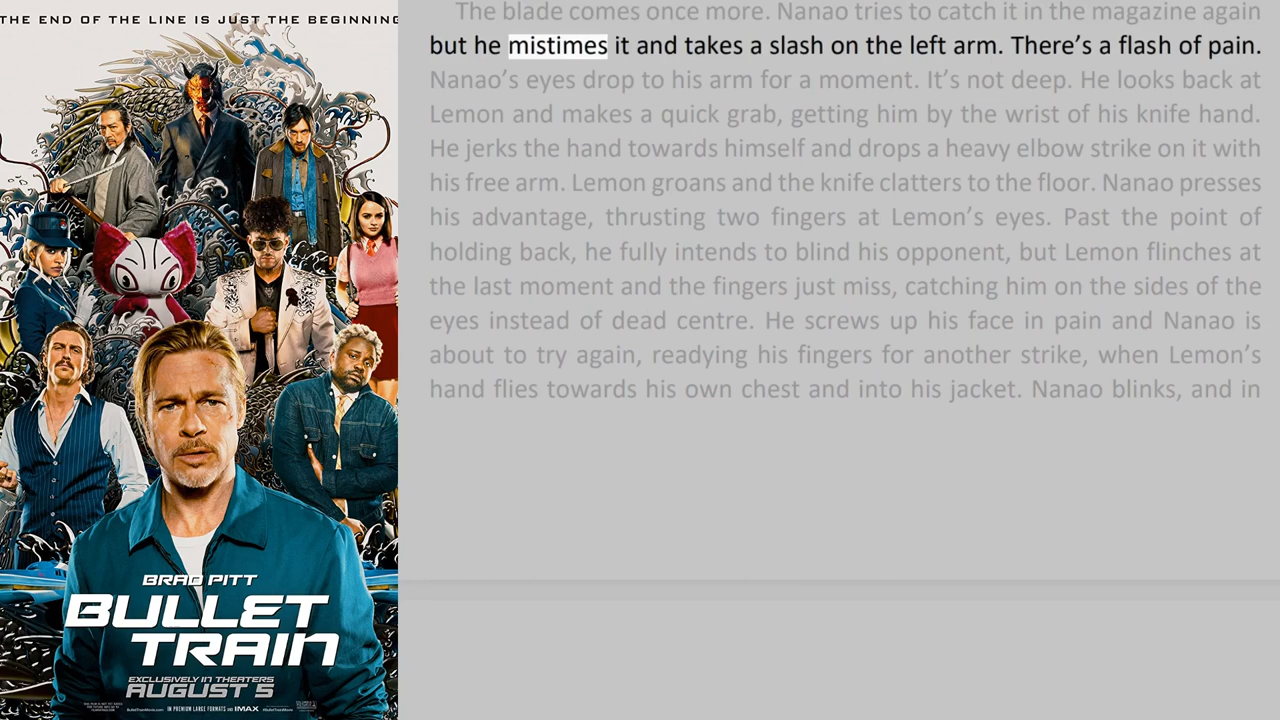 THE END OF THE LINE IS JUST THE BEGINNING
BRAD PITT
BULLET
TRAIN
EXCLUSIVELY IN THEATERS
AUGUST 5
BulletTrainMovie.com
IN PREMIUM LARGE FORMATS AND IMAX
#BulletTrainMovie
The blade comes once more. Nanao tries to catch it in the magazine again
but he mistimes it and takes a slash on the left arm. There’s a flash of pain.
Nanao’s eyes drop to his arm for a moment. It’s not deep. He looks back at
Lemon and makes a quick grab, getting him by the wrist of his knife hand.
He jerks the hand towards himself and drops a heavy elbow strike on it with
his free arm. Lemon groans and the knife clatters to the floor. Nanao presses
his advantage, thrusting two fingers at Lemon’s eyes. Past the point of
holding back, he fully intends to blind his opponent, but Lemon flinches at
the last moment and the fingers just miss, catching him on the sides of the
eyes instead of dead centre. He screws up his face in pain and Nanao is
about to try again, readying his fingers for another strike, when Lemon’s
hand flies towards his own chest and into his jacket. Nanao blinks, and in